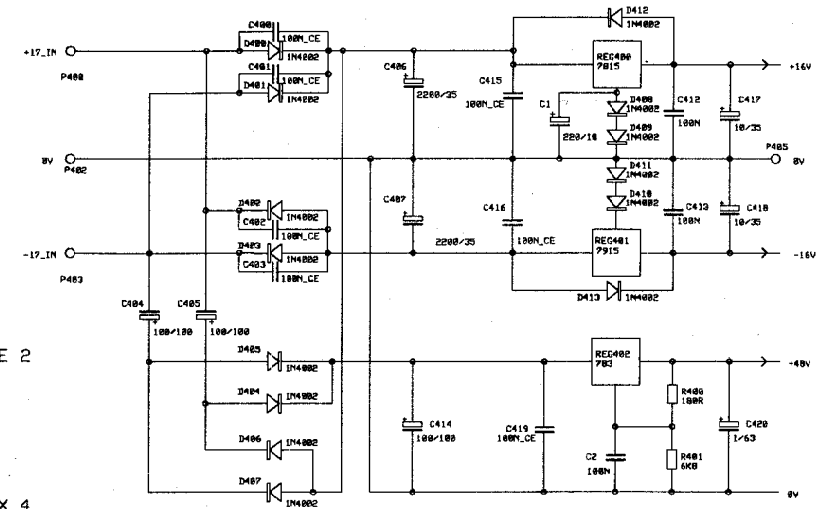 D412
1N4002
C400
100N_CE
D400
1N4002
+17_IN
P400
C401
100N_CE
D401
1N4002
C406
2200/35
C415
100N_CE
REG400
7815
+16V
C1
220/10
D408
1N4002
D409
1N4002
C412
100N
C417
10/35
0V
P402
P405
0V
D411
1N4002
D410
1N4002
D402
1N4002
C402
100N_CE
C407
2200/35
C416
100N_CE
C413
100N
C418
10/35
D403
1N4002
C403
100N_CE
-17_IN
P403
REG401
7915
-16V
D413
1N4002
C404
100/100
C405
100/100
E 2
D405
1N4002
REG402
783
-48V
D404
1N4002
R400
180R
C414
100/100
C419
100N_CE
C420
1/63
D406
1N4002
C2
100N
R401
6K8
D407
1N4002
0V
X 4